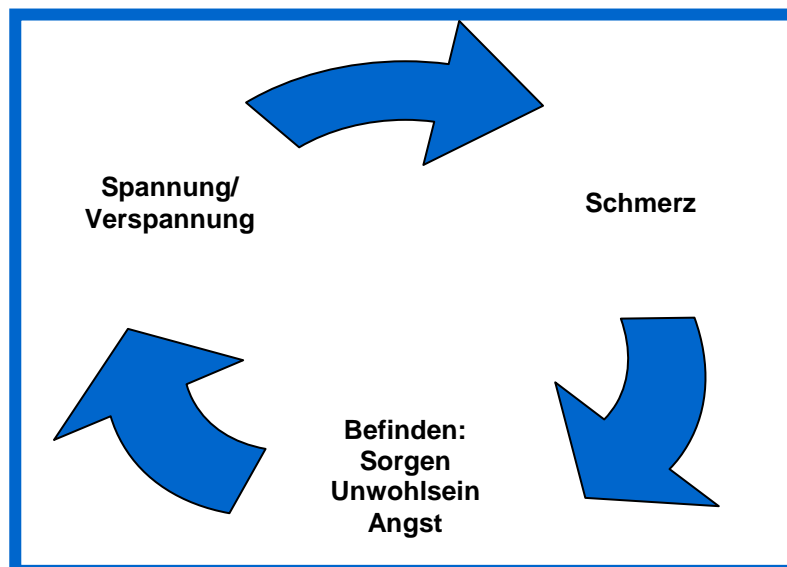 Spannung/
Verspannung
Schmerz
Befinden:
Sorgen
Unwohlsein
Angst